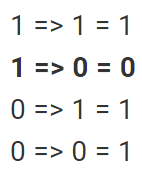 1 => 1 = 1
1 => 0 = 0
0 => 1 = 1
0 => 0 = 1